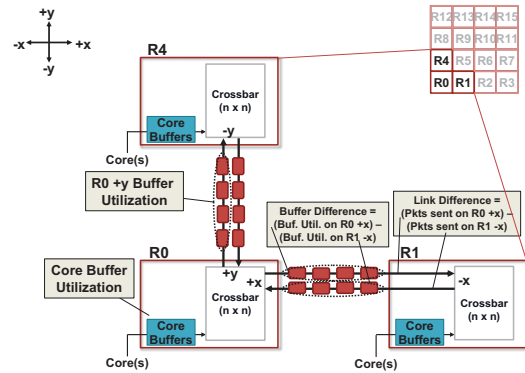 +y
-x
+x
-y
R12 R13 R14 R15
R8 R9 R10 R11
R4 R5 R6 R7
R0 R1 R2 R3
R4
Crossbar
(n x n)
Core
Buffers
-y
Core(s)
R0 +y Buffer
Utilization
Buffer Difference =
(Buf. Util. on R0 +x) –
(Buf. Util. on R1 -x)
Link Difference =
(Pkts sent on R0 +x) –
(Pkts sent on R1 -x)
R0
+y
+x
Crossbar
(n x n)
Core Buffer
Utilization
Core
Buffers
Core(s)
R1
-x
Crossbar
(n x n)
Core
Buffers
Core(s)